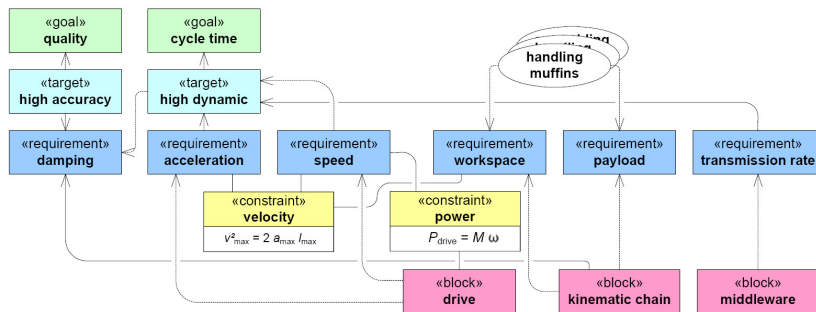 «goal»
quality
«goal»
cycle time
handling
muffins
«target»
high accuracy
«target»
high dynamic
«requirement»
damping
«requirement»
acceleration
«requirement»
speed
«requirement»
workspace
«requirement»
payload
«requirement»
transmission rate
«constraint»
velocity
v²max = 2 amax lmax
«constraint»
power
Pdrive = M ω
«block»
drive
«block»
kinematic chain
«block»
middleware